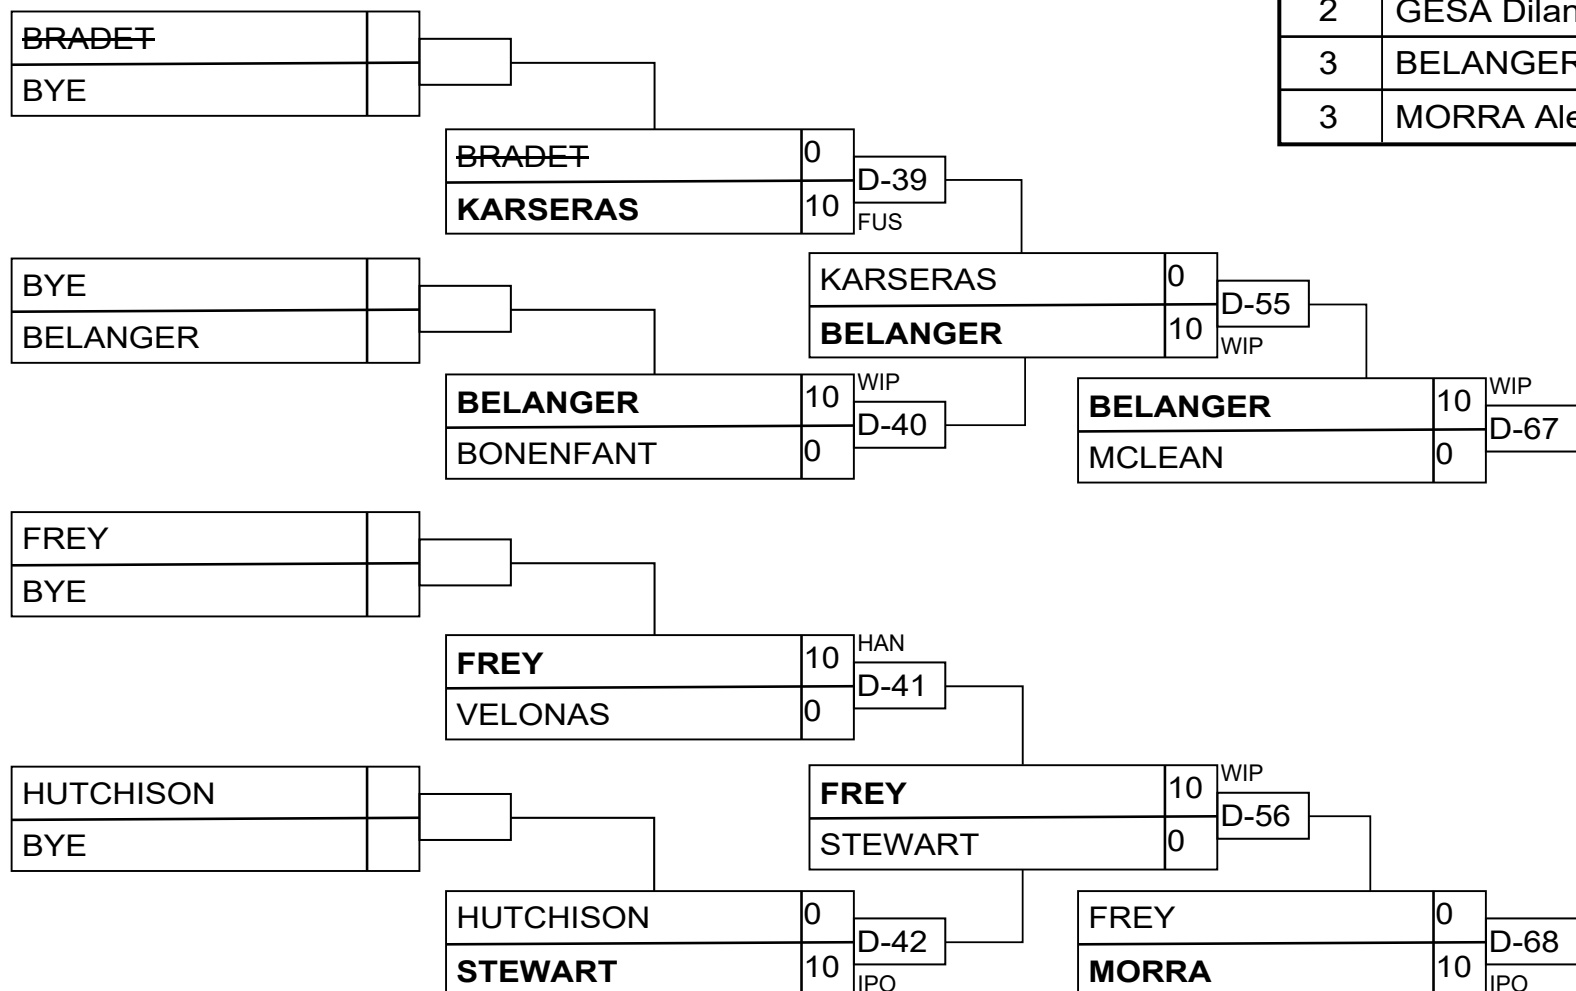 2 GESA Dilan
3 BELANGER
3 MORRA Ale
BRADET
BYE
BRADET 0
D-39
KARSERAS 10
FUS
BYE
BELANGER
KARSERAS 0
D-55
BELANGER 10
WIP
BELANGER 10 WIP
D-40
BONENFANT 0
BELANGER 10 WIP
D-67
MCLEAN 0
FREY
BYE
FREY 10 HAN
D-41
VELONAS 0
HUTCHISON
BYE
FREY 10 WIP
D-56
STEWART 0
HUTCHISON 0
D-42
STEWART 10
IPO
FREY 0
D-68
MORRA 10
IPO